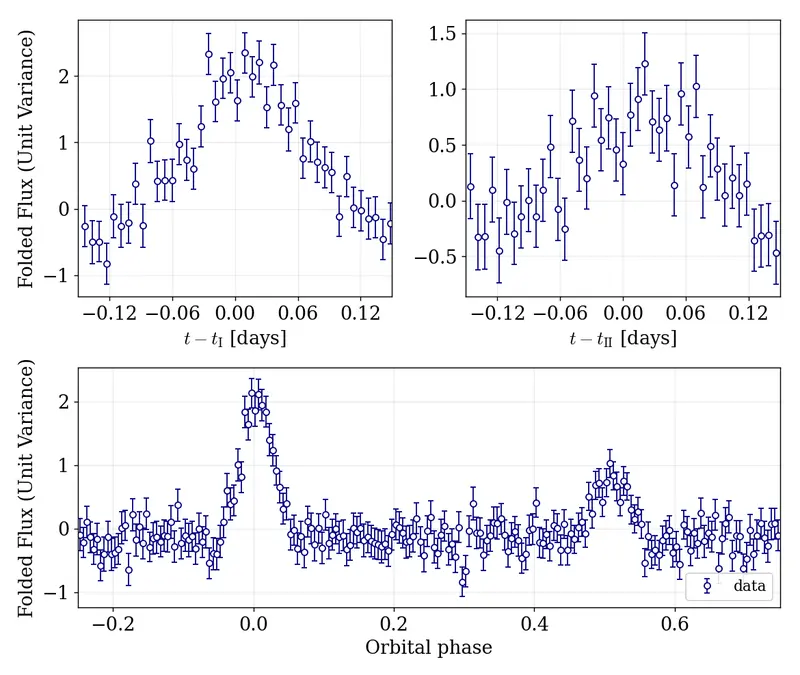 Folded Flux (Unit Variance)
2
1
0
−1
−0.12 −0.06 0.00 0.06 0.12
t − tI [days]
1.5
1.0
0.5
0.0
−0.5
−0.12 −0.06 0.00 0.06 0.12
t − tII [days]
Folded Flux (Unit Variance)
2
1
0
−1
data
−0.2 0.0 0.2 0.4 0.6
Orbital phase